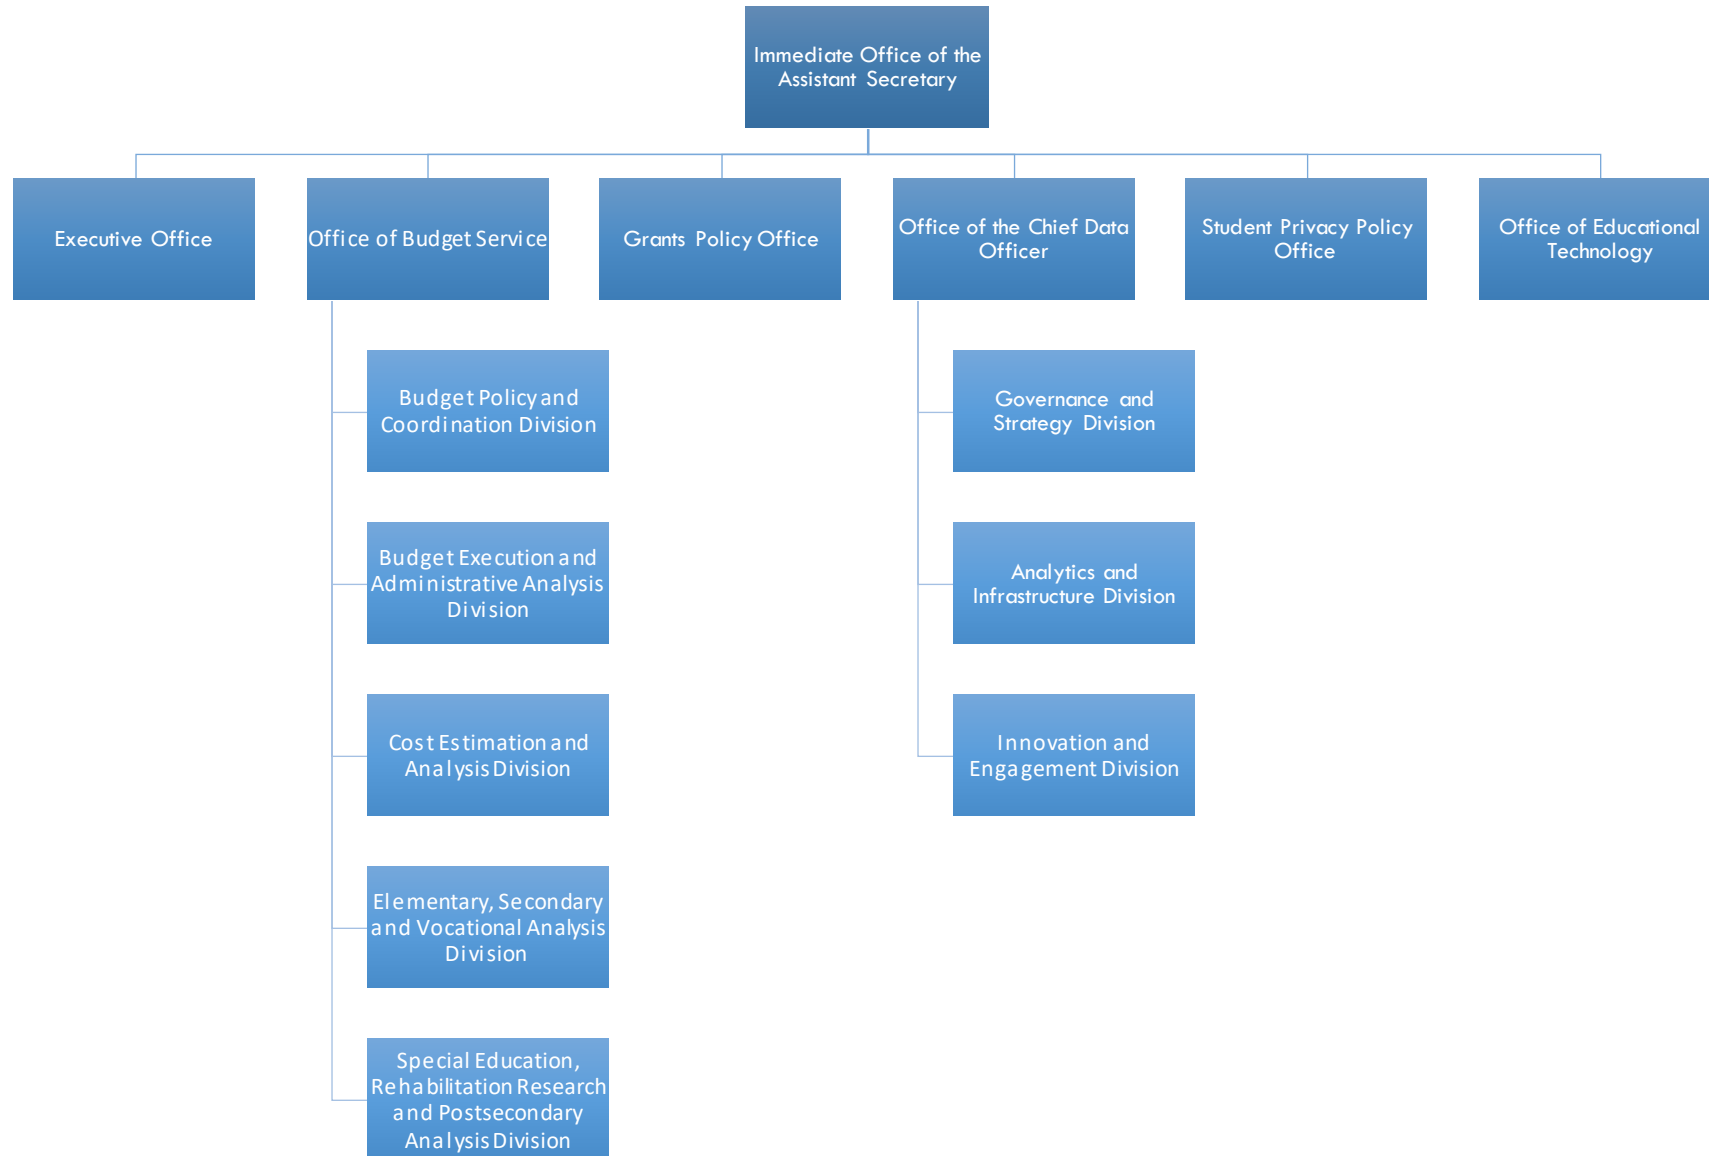 Immediate Office of the
Assistant Secretary
Executive Office
Office of Budget Service
Grants Policy Office
Office of the Chief Data
Officer
Student Privacy Policy
Office
Office of Educational
Technology
Budget Policy and
Coordination Division
Budget Execution and
Administrative Analysis
Division
Cost Estimation and
Analysis Division
Elementary, Secondary
and Vocational Analysis
Division
Special Education,
Rehabilitation Research
and Postsecondary
Analysis Division
Governance and
Strategy Division
Analytics and
Infrastructure Division
Innovation and
Engagement Division